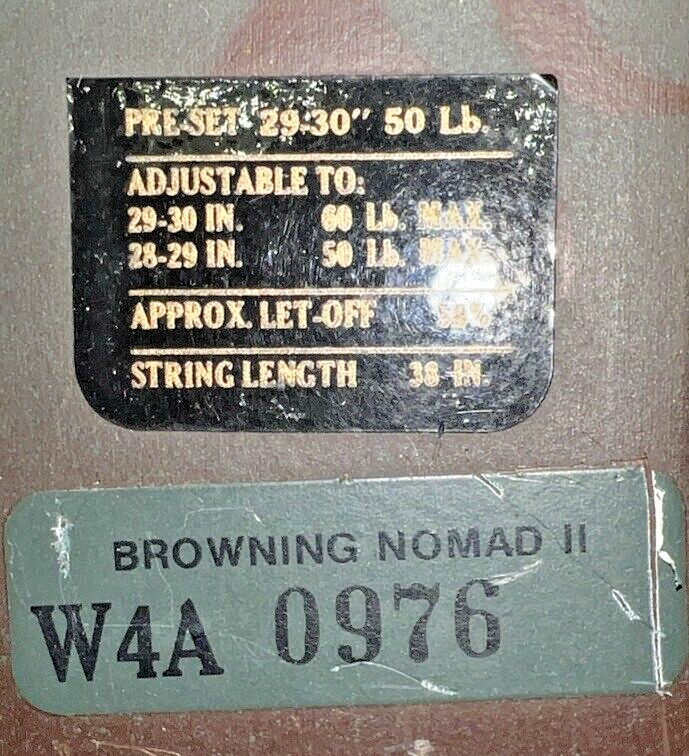 PRE-SET 29-30" 50 Lb.
ADJUSTABLE TO:
29-30 IN. 60 Lb. MAX.
28-29 IN. 50 Lb. MAX.
APPROX. LET-OFF 50%
STRING LENGTH 38 IN.
BROWNING NOMAD II
W4A 0976